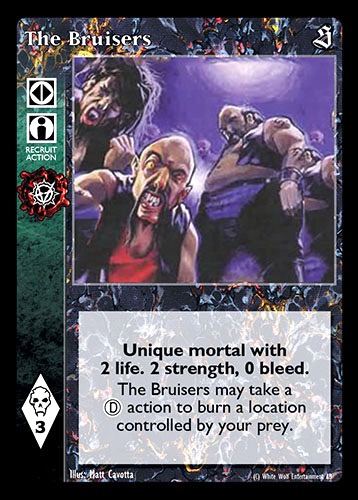 The Bruisers
RECRUIT
ACTION
Unique mortal with
2 life. 2 strength, 0 bleed.
The Bruisers may take a
Ⓓ action to burn a location
controlled by your prey.
3
Illus: Matt Cavotta